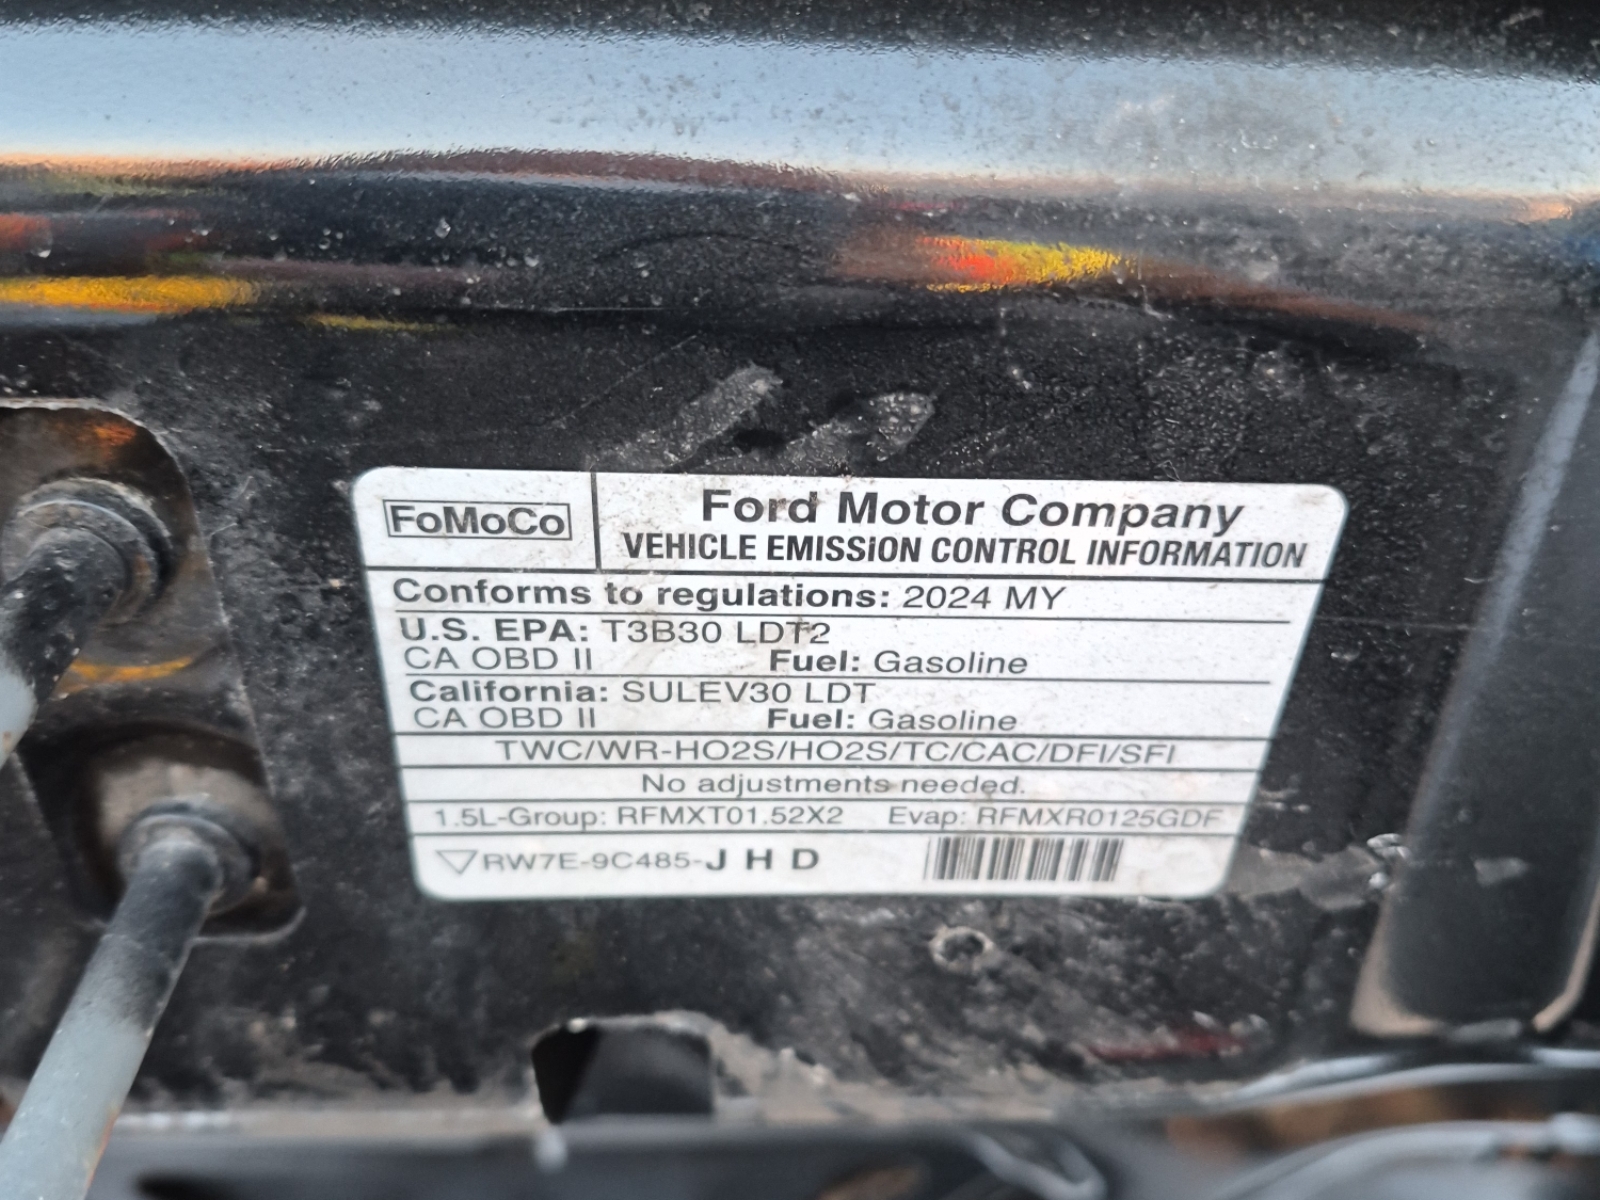 FoMoCo
Ford Motor Company
VEHICLE EMISSION CONTROL INFORMATION
Conforms to regulations: 2024 MY
U.S. EPA: T3B30 LDT2
CA OBD II Fuel: Gasoline
California: SULEV30 LDT
CA OBD II Fuel: Gasoline
TWC/WR-HO2S/HO2S/TC/CAC/DFI/SFI
No adjustments needed.
1.5L-Group: RFMXT01.52X2 Evap: RFMXR0125GDF
RW7E-9C485-J H D